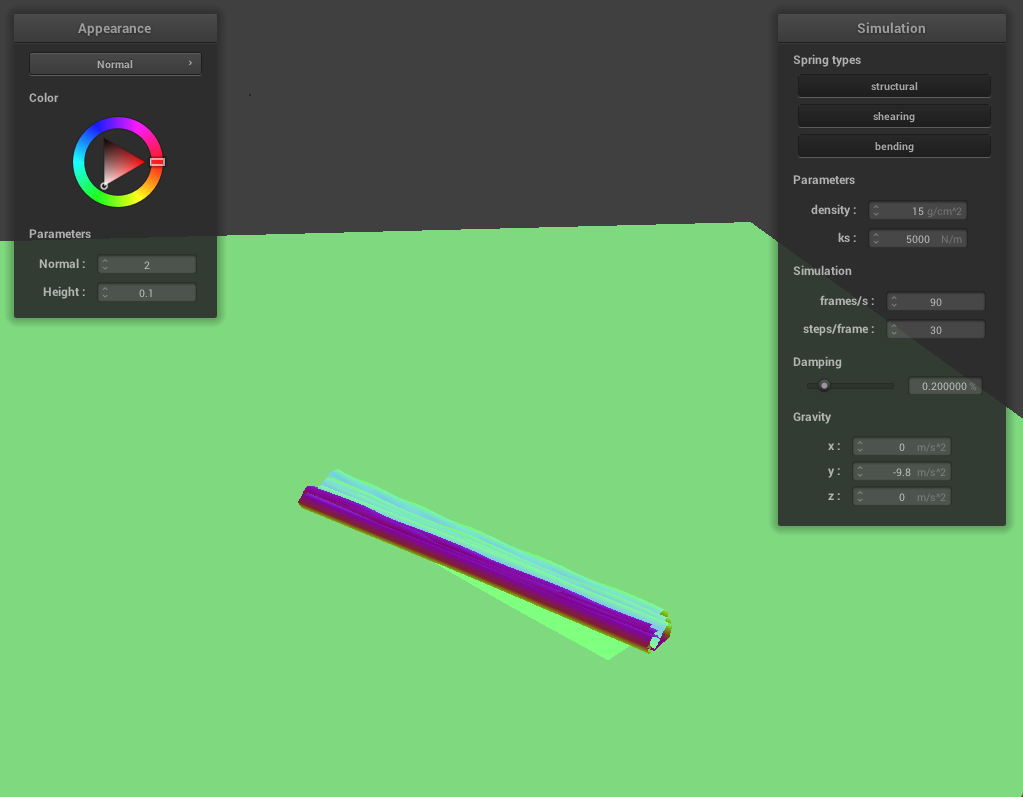 Appearance
Normal
Color
Parameters
Normal : 2
Height : 0.1
Simulation
Spring types
structural
shearing
bending
Parameters
density : 15 g/cm^2
ks : 5000 N/m
Simulation
frames/s : 90
steps/frame : 30
Damping
0.200000 %
Gravity
x : 0 m/s^2
y : -9.8 m/s^2
z : 0 m/s^2